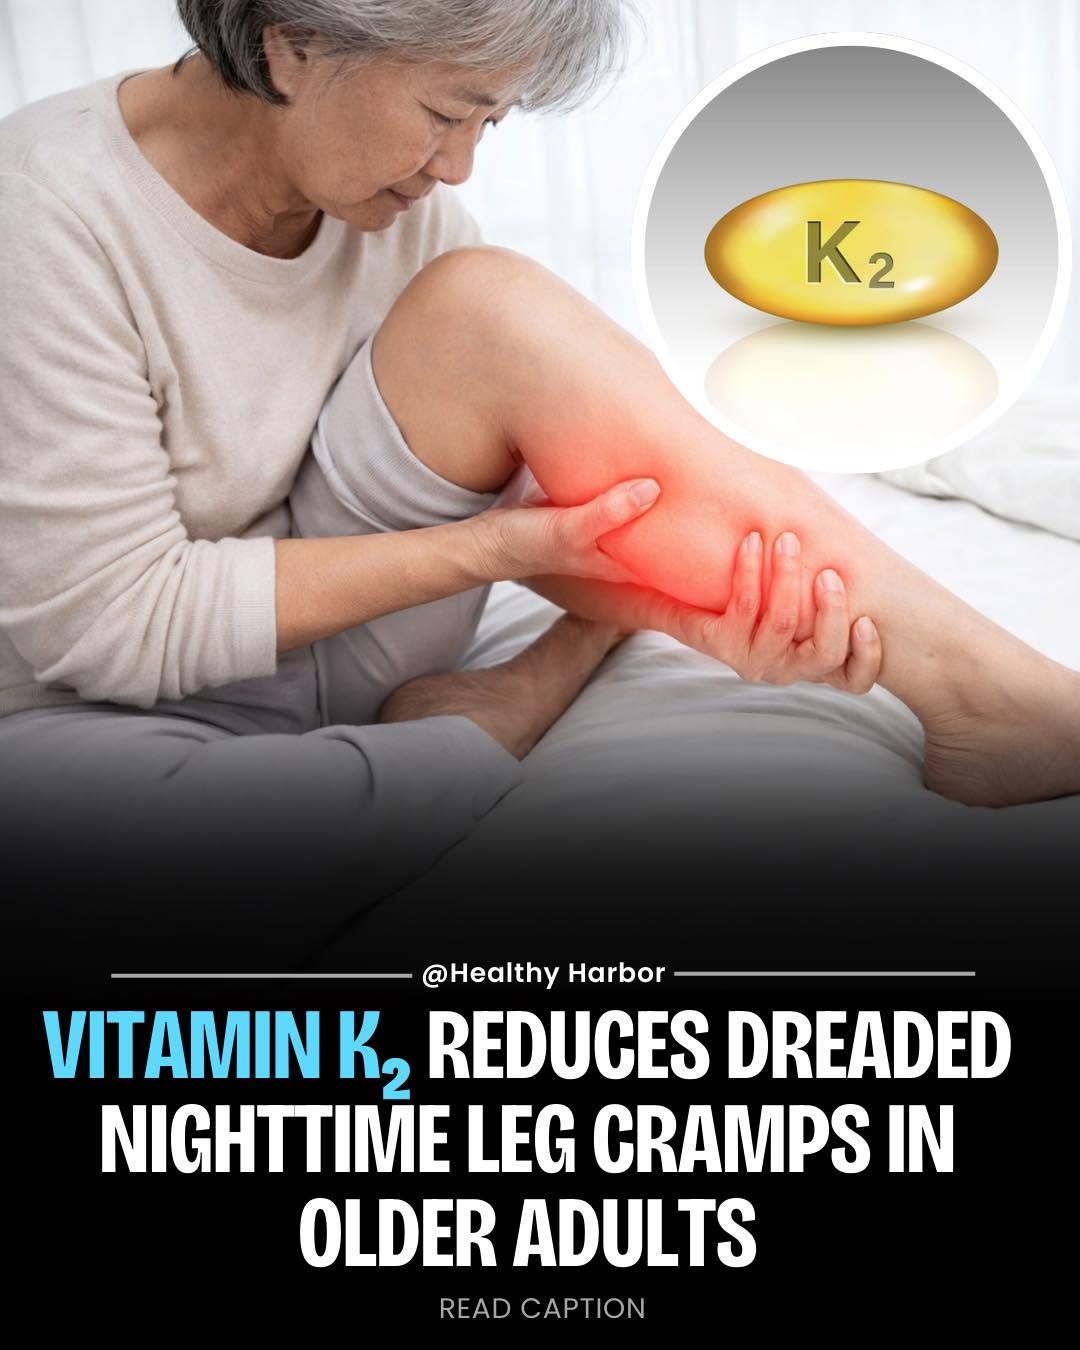 K₂
@Healthy Harbor
VITAMIN K₂ REDUCES DREADED
NIGHTTIME LEG CRAMPS IN
OLDER ADULTS
READ CAPTION